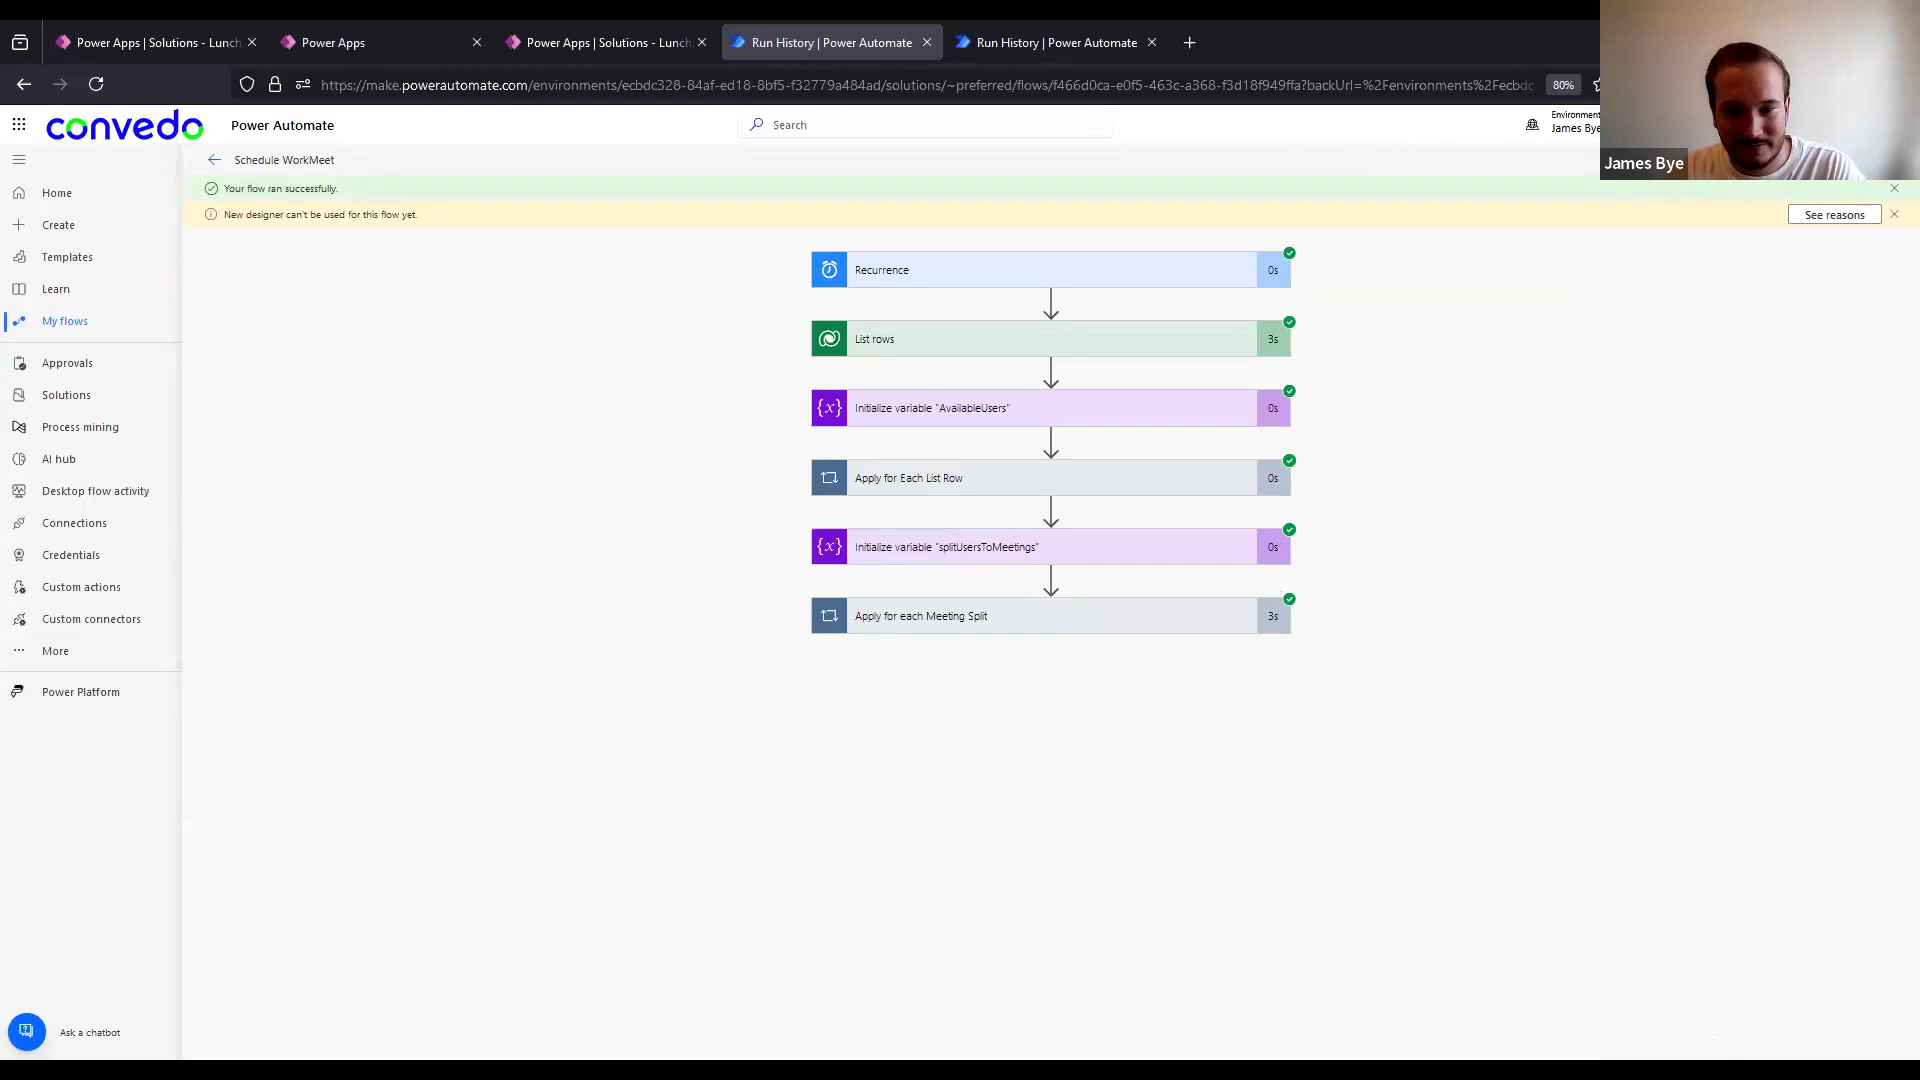 Power Apps | Solutions - Lunch
Power Apps
Power Apps | Solutions - Lunch
Run History | Power Automate
Run History | Power Automate
https://make.powerautomate.com/environments/ecbdc328-84af-ed18-8bf5-f32779a484ad/solutions/~preferred/flows/f466d0ca-e0f5-463c-a368-f3d18f949ffa?backUrl=%2Fenvironments%2Fecbdc
80%
convedo
Power Automate
Search
Environment
James Bye
James Bye
Schedule WorkMeet
Your flow ran successfully.
New designer can't be used for this flow yet.
See reasons
Home
Create
Templates
Learn
My flows
Approvals
Solutions
Process mining
AI hub
Desktop flow activity
Connections
Credentials
Custom actions
Custom connectors
More
Power Platform
Ask a chatbot
Recurrence
0s
List rows
3s
{x}
Initialize variable "AvailableUsers"
0s
Apply for Each List Row
0s
{x}
Initialize variable "splitUsersToMeetings"
0s
Apply for each Meeting Split
3s